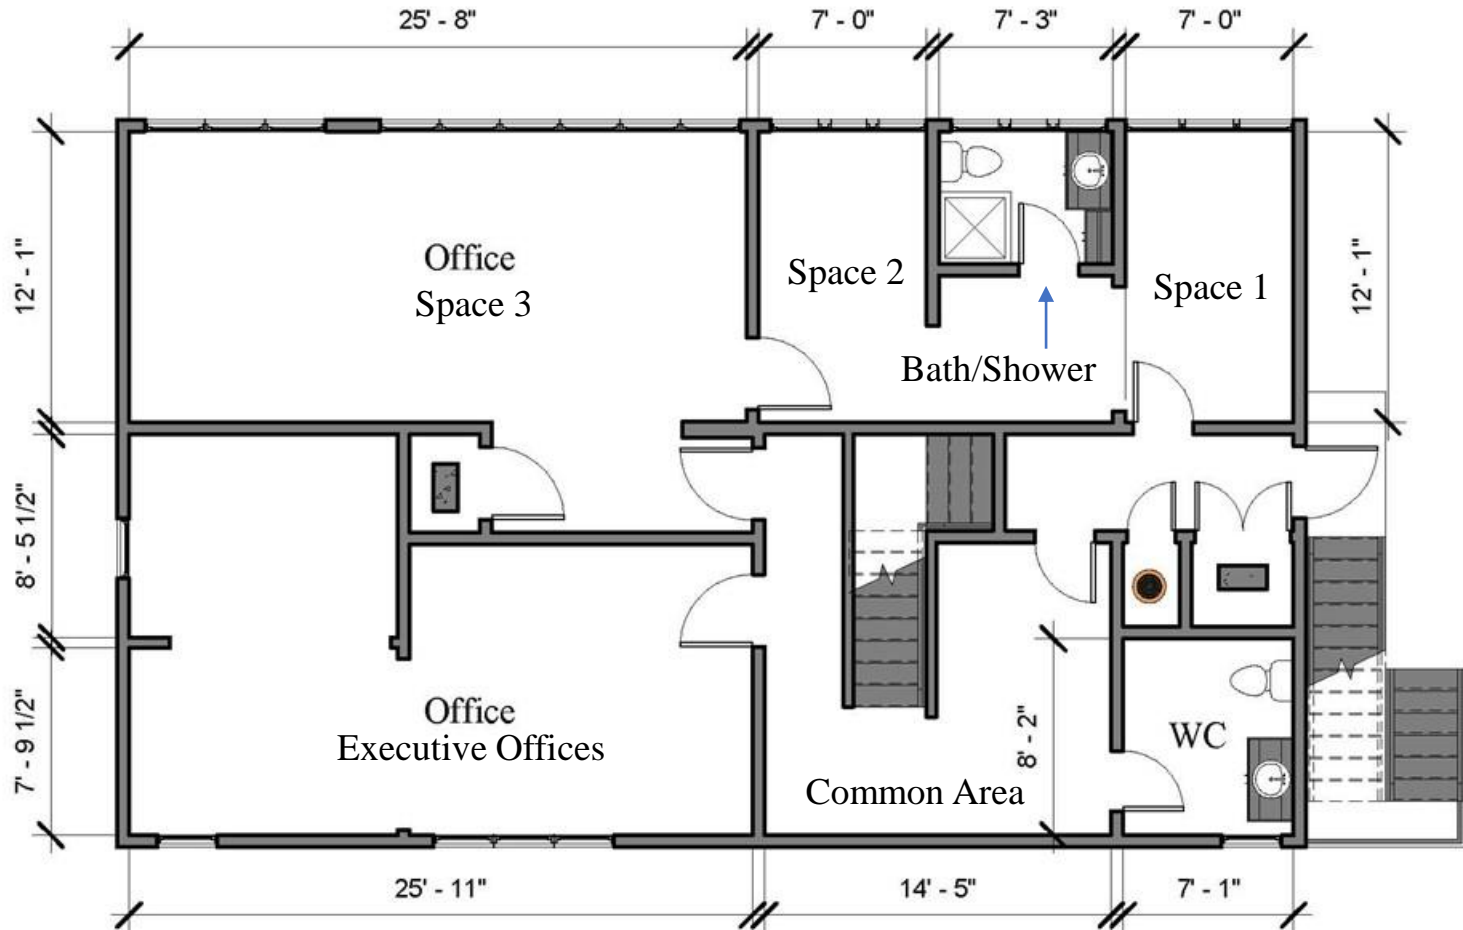 25' - 8"
7' - 0"
7' - 3"
7' - 0"
12' - 1"
Office
Space 3
Space 2
Space 1
12' - 1"
Bath/Shower
8' - 5 1/2"
7' - 9 1/2"
Office
Executive Offices
8' - 2"
WC
Common Area
25' - 11"
14' - 5"
7' - 1"